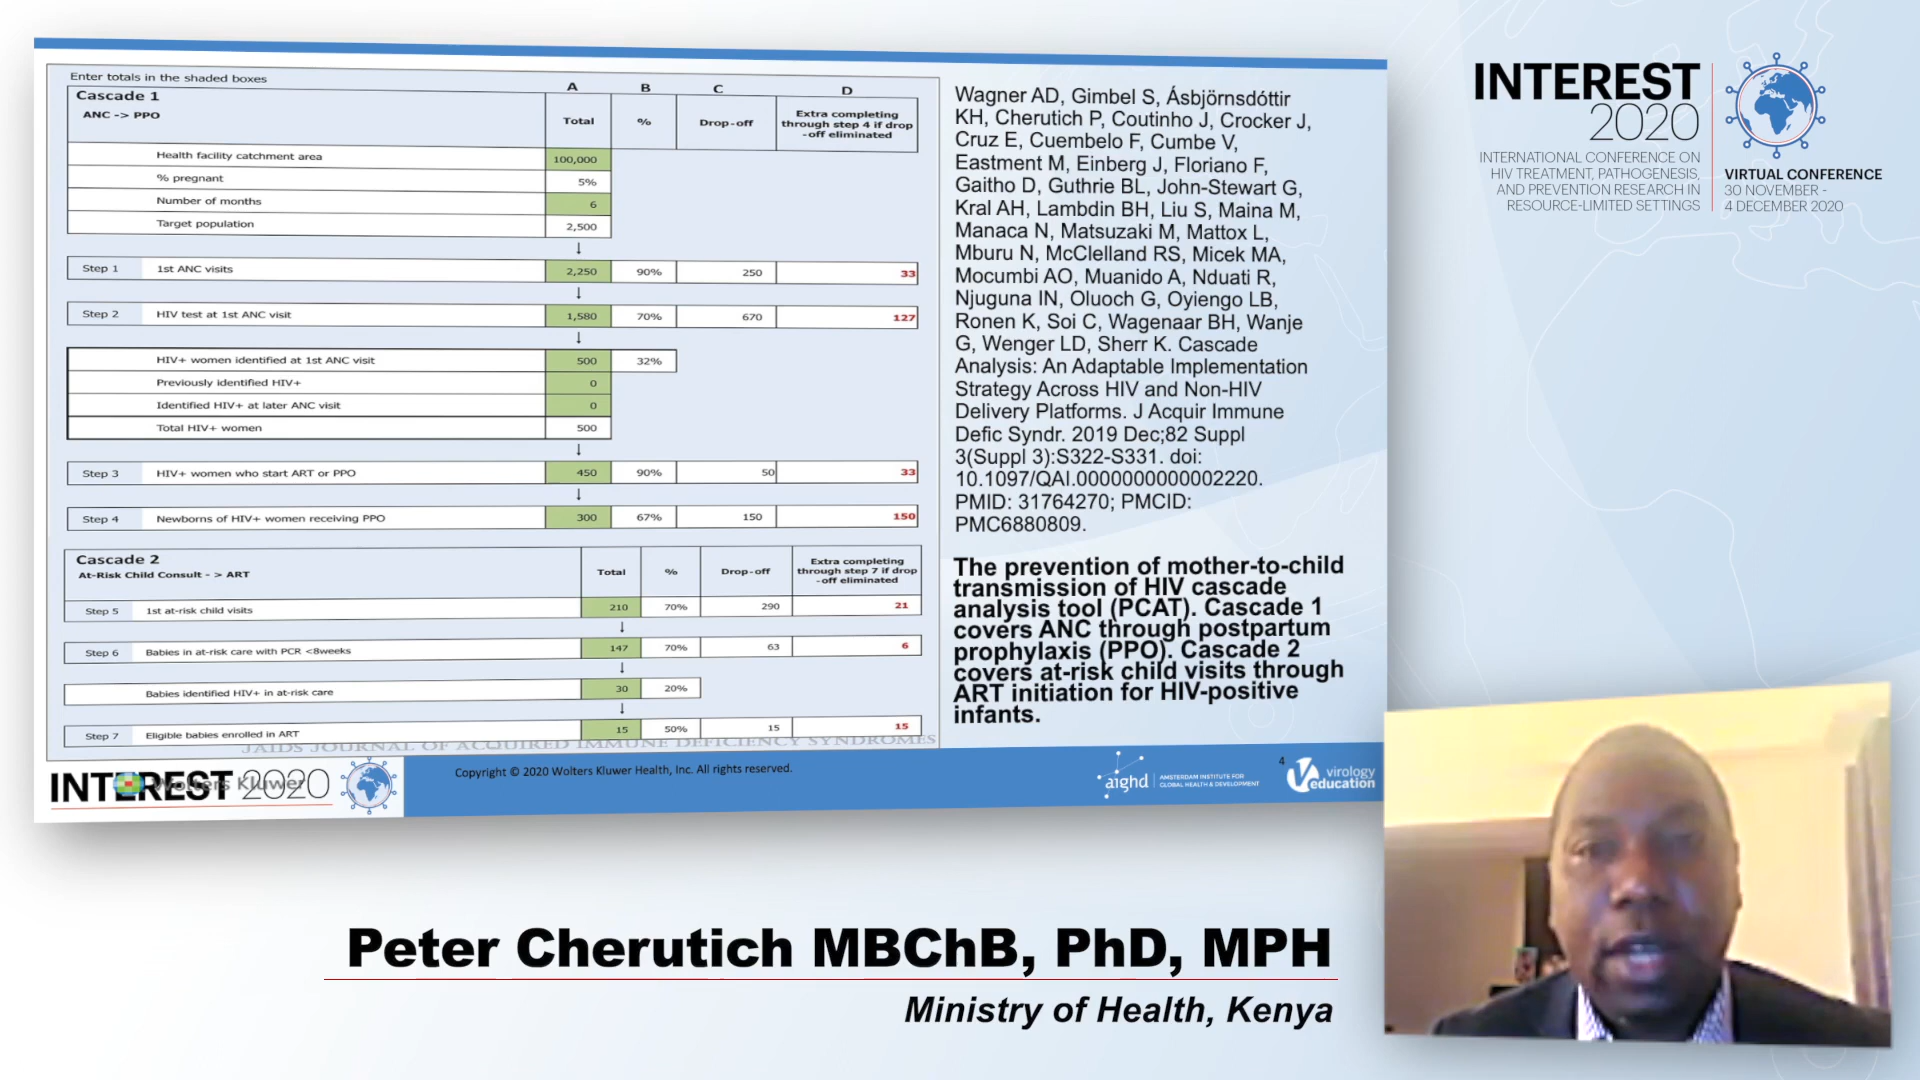 Enter totals in the shaded boxes
A B C D
Cascade 1
ANC -> PPO
Total % Drop-off Extra completing through step 4 if drop -off eliminated
Health facility catchment area 100,000
% pregnant 5%
Number of months 6
Target population 2,500
↓
Step 1 1st ANC visits 2,250 90% 250 33
↓
Step 2 HIV test at 1st ANC visit 1,580 70% 670 127
↓
HIV+ women identified at 1st ANC visit 500 32%
Previously identified HIV+ 0
Identified HIV+ at later ANC visit 0
Total HIV+ women 500
↓
Step 3 HIV+ women who start ART or PPO 450 90% 50 33
↓
Step 4 Newborns of HIV+ women receiving PPO 300 67% 150 150
Cascade 2
At-Risk Child Consult - > ART
Total % Drop-off Extra completing through step 7 if drop -off eliminated
Step 5 1st at-risk child visits 210 70% 290 21
↓
Step 6 Babies in at-risk care with PCR <8weeks 147 70% 63 6
↓
Babies identified HIV+ in at-risk care 30 20%
↓
Step 7 Eligible babies enrolled in ART 15 50% 15 15
JAIDS JOURNAL OF ACQUIRED IMMUNE DEFICIENCY SYNDROMES
Wagner AD, Gimbel S, Ásbjörnsdóttir
KH, Cherutich P, Coutinho J, Crocker J,
Cruz E, Cuembelo F, Cumbe V,
Eastment M, Einberg J, Floriano F,
Gaitho D, Guthrie BL, John-Stewart G,
Kral AH, Lambdin BH, Liu S, Maina M,
Manaca N, Matsuzaki M, Mattox L,
Mburu N, McClelland RS, Micek MA,
Mocumbi AO, Muanido A, Nduati R,
Njuguna IN, Oluoch G, Oyiengo LB,
Ronen K, Soi C, Wagenaar BH, Wanje
G, Wenger LD, Sherr K. Cascade
Analysis: An Adaptable Implementation
Strategy Across HIV and Non-HIV
Delivery Platforms. J Acquir Immune
Defic Syndr. 2019 Dec;82 Suppl
3(Suppl 3):S322-S331. doi:
10.1097/QAI.0000000000002220.
PMID: 31764270; PMCID:
PMC6880809.
The prevention of mother-to-child
transmission of HIV cascade
analysis tool (PCAT). Cascade 1
covers ANC through postpartum
prophylaxis (PPO). Cascade 2
covers at-risk child visits through
ART initiation for HIV-positive
infants.
INTEREST 2020
Wolters Kluwer
Copyright © 2020 Wolters Kluwer Health, Inc. All rights reserved.
aighd AMSTERDAM INSTITUTE FOR
GLOBAL HEALTH & DEVELOPMENT
4
virology
education
INTEREST
2020
INTERNATIONAL CONFERENCE ON
HIV TREATMENT, PATHOGENESIS,
AND PREVENTION RESEARCH IN
RESOURCE-LIMITED SETTINGS
VIRTUAL CONFERENCE
30 NOVEMBER -
4 DECEMBER 2020
Peter Cherutich MBChB, PhD, MPH
Ministry of Health, Kenya